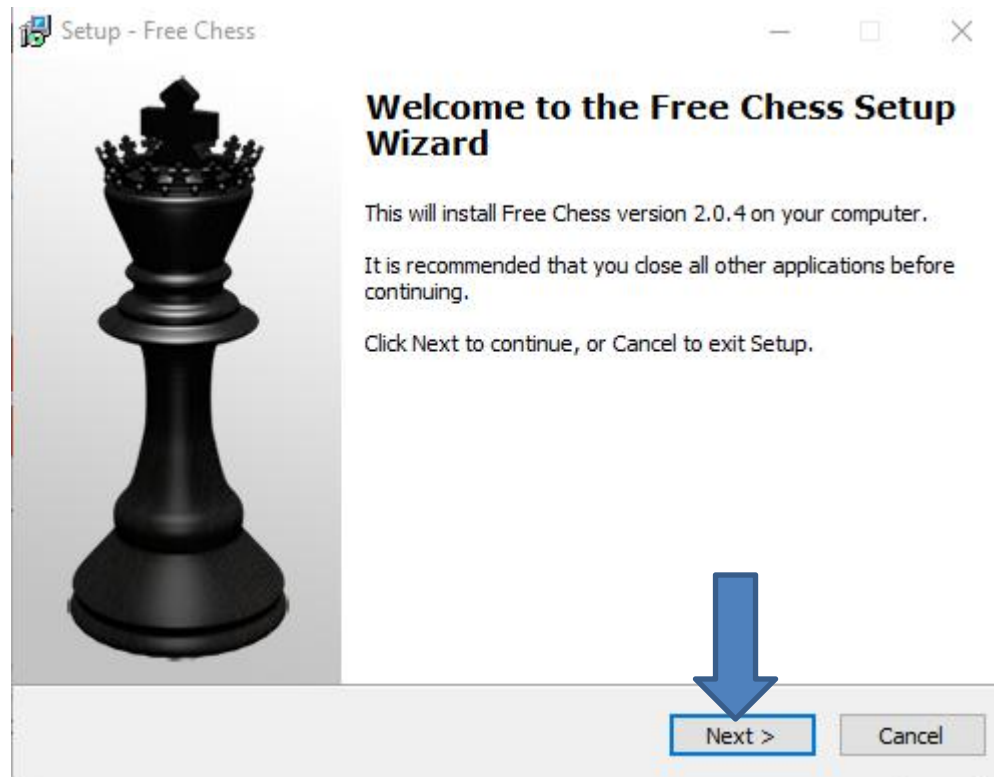 Setup - Free Chess
Welcome to the Free Chess Setup
Wizard
This will install Free Chess version 2.0.4 on your computer.
It is recommended that you close all other applications before
continuing.
Click Next to continue, or Cancel to exit Setup.
Next >
Cancel